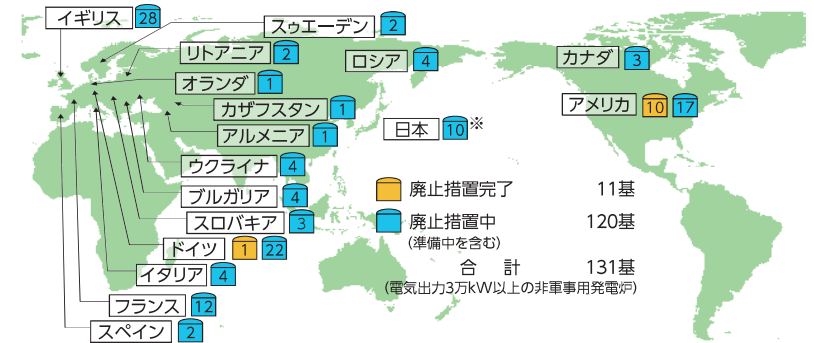 イギリス 28
スゥエーデン 2
リトアニア 2
ロシア 4
カナダ 3
オランダ 1
アメリカ 10 17
カザフスタン 1
日本 10 ※
アルメニア 1
ウクライナ 4
廃止措置完了 11基
ブルガリア 4
スロバキア 3
廃止措置中 120基
(準備中を含む)
ドイツ 1 22
イタリア 4
合 計 131基
(電気出力3万kW以上の非軍事用発電炉)
フランス 12
スペイン 2